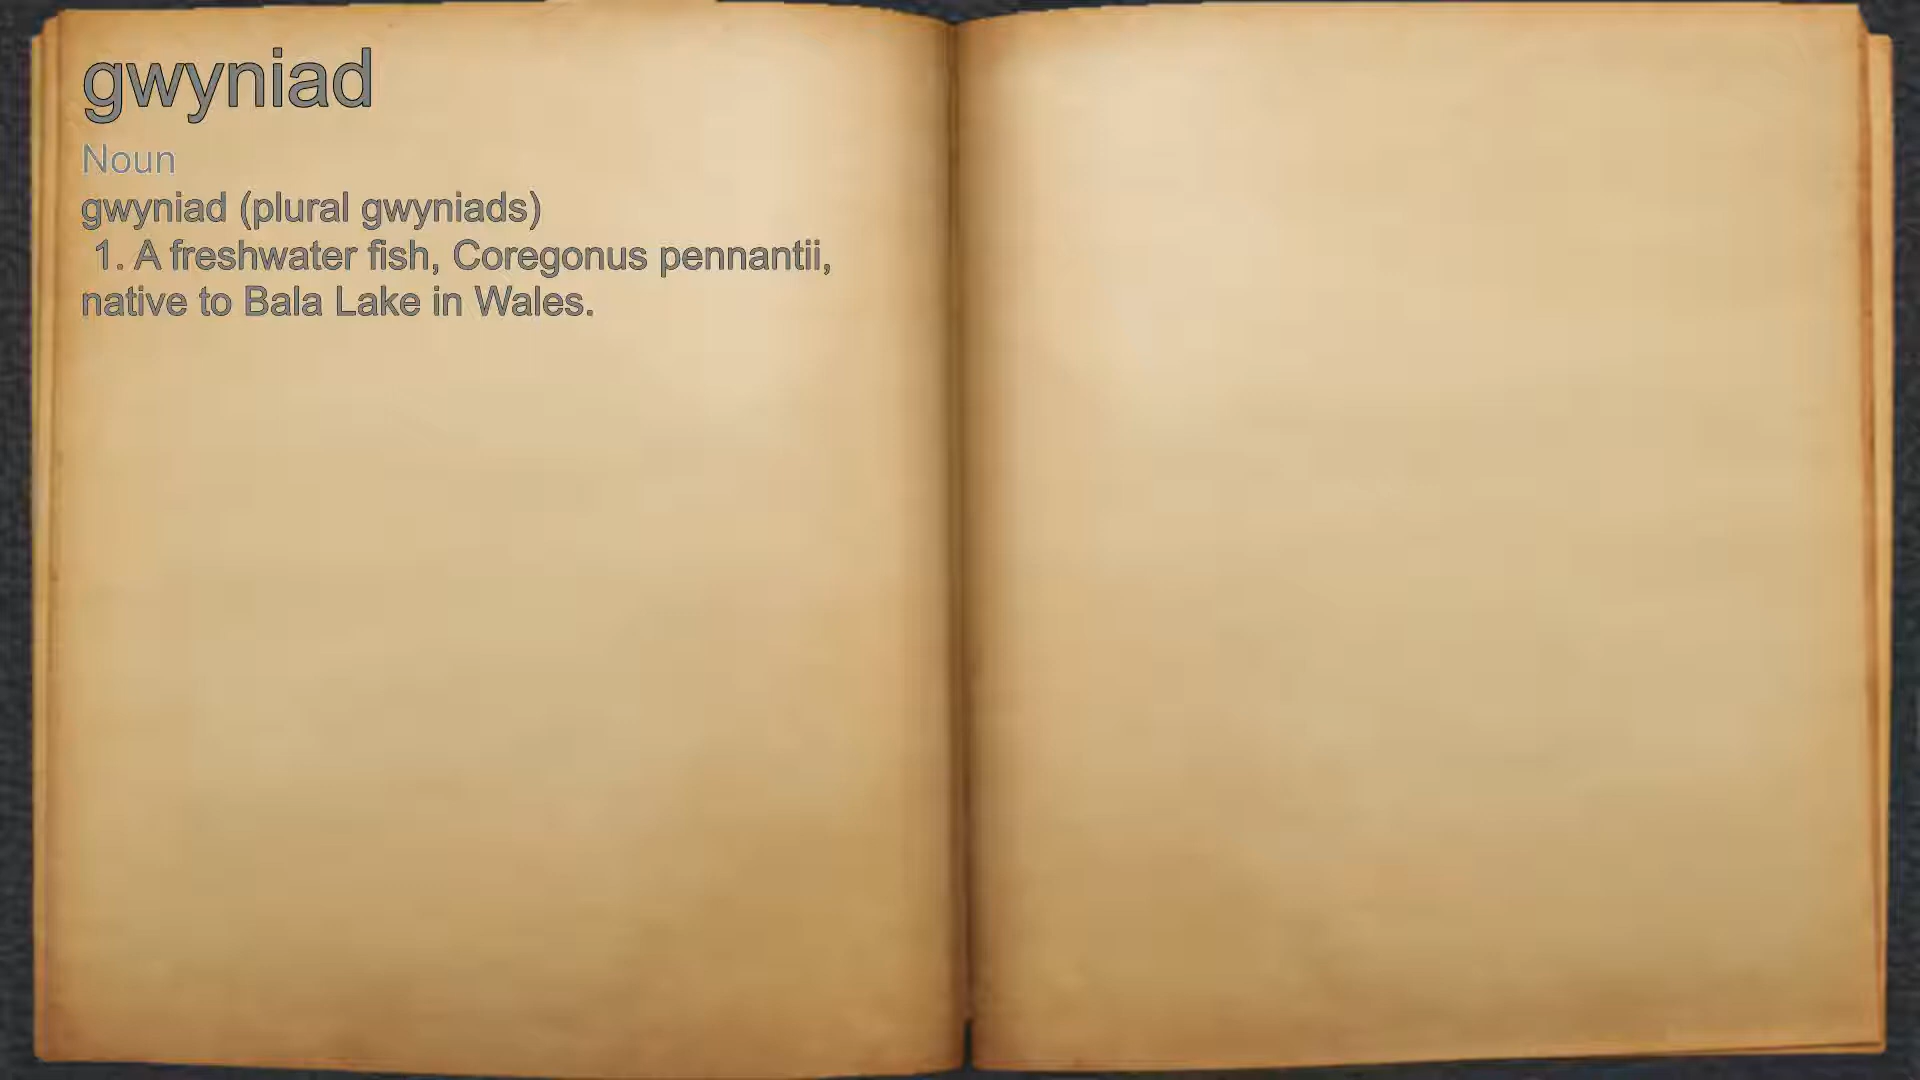 gwyniad
Noun
gwyniad (plural gwyniads)
1. A freshwater fish, Coregonus pennantii,
native to Bala Lake in Wales.